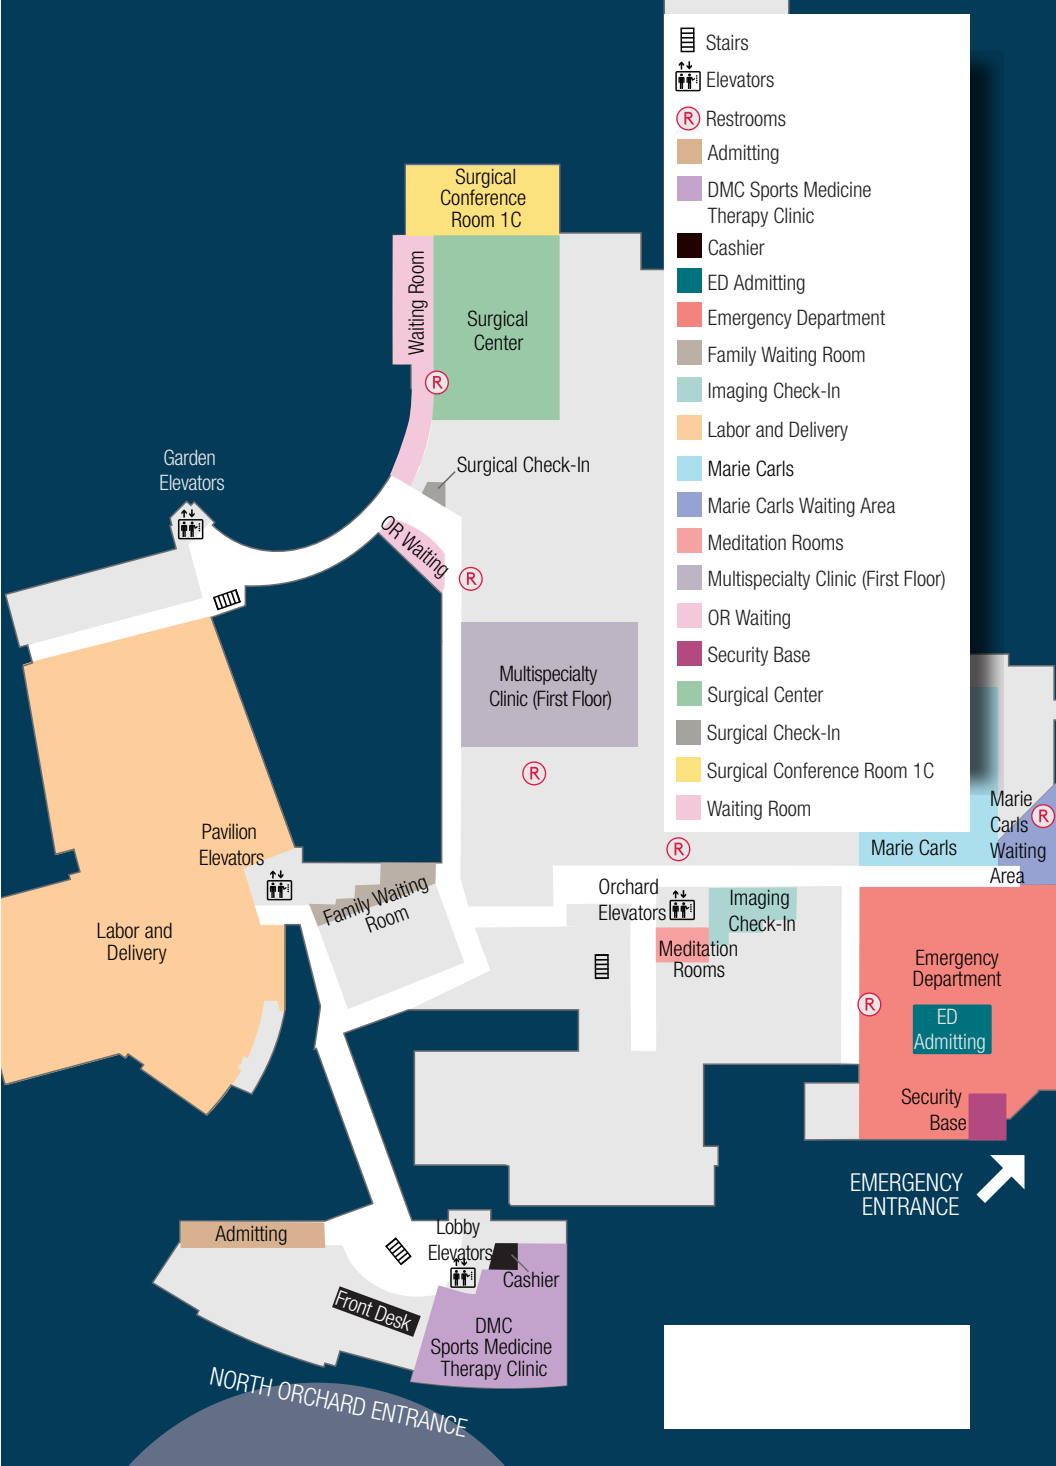 Stairs
Elevators
R Restrooms
Admitting
DMC Sports Medicine
Therapy Clinic
Cashier
ED Admitting
Emergency Department
Family Waiting Room
Imaging Check-In
Labor and Delivery
Marie Carls
Marie Carls Waiting Area
Meditation Rooms
Multispecialty Clinic (First Floor)
OR Waiting
Security Base
Surgical Center
Surgical Check-In
Surgical Conference Room 1C
Waiting Room
Surgical
Conference
Room 1C
Waiting Room
Surgical
Center
R
Garden
Elevators
Surgical Check-In
OR Waiting
R
Multispecialty
Clinic (First Floor)
R
Pavilion
Elevators
Family Waiting
Room
Labor and
Delivery
R
Marie Carls
Marie
Carls
Waiting
Area
R
Orchard
Elevators
Imaging
Check-In
Meditation
Rooms
Emergency
Department
R
ED
Admitting
Security
Base
EMERGENCY
ENTRANCE
Admitting
Lobby
Elevators
Cashier
Front Desk
DMC
Sports Medicine
Therapy Clinic
NORTH ORCHARD ENTRANCE